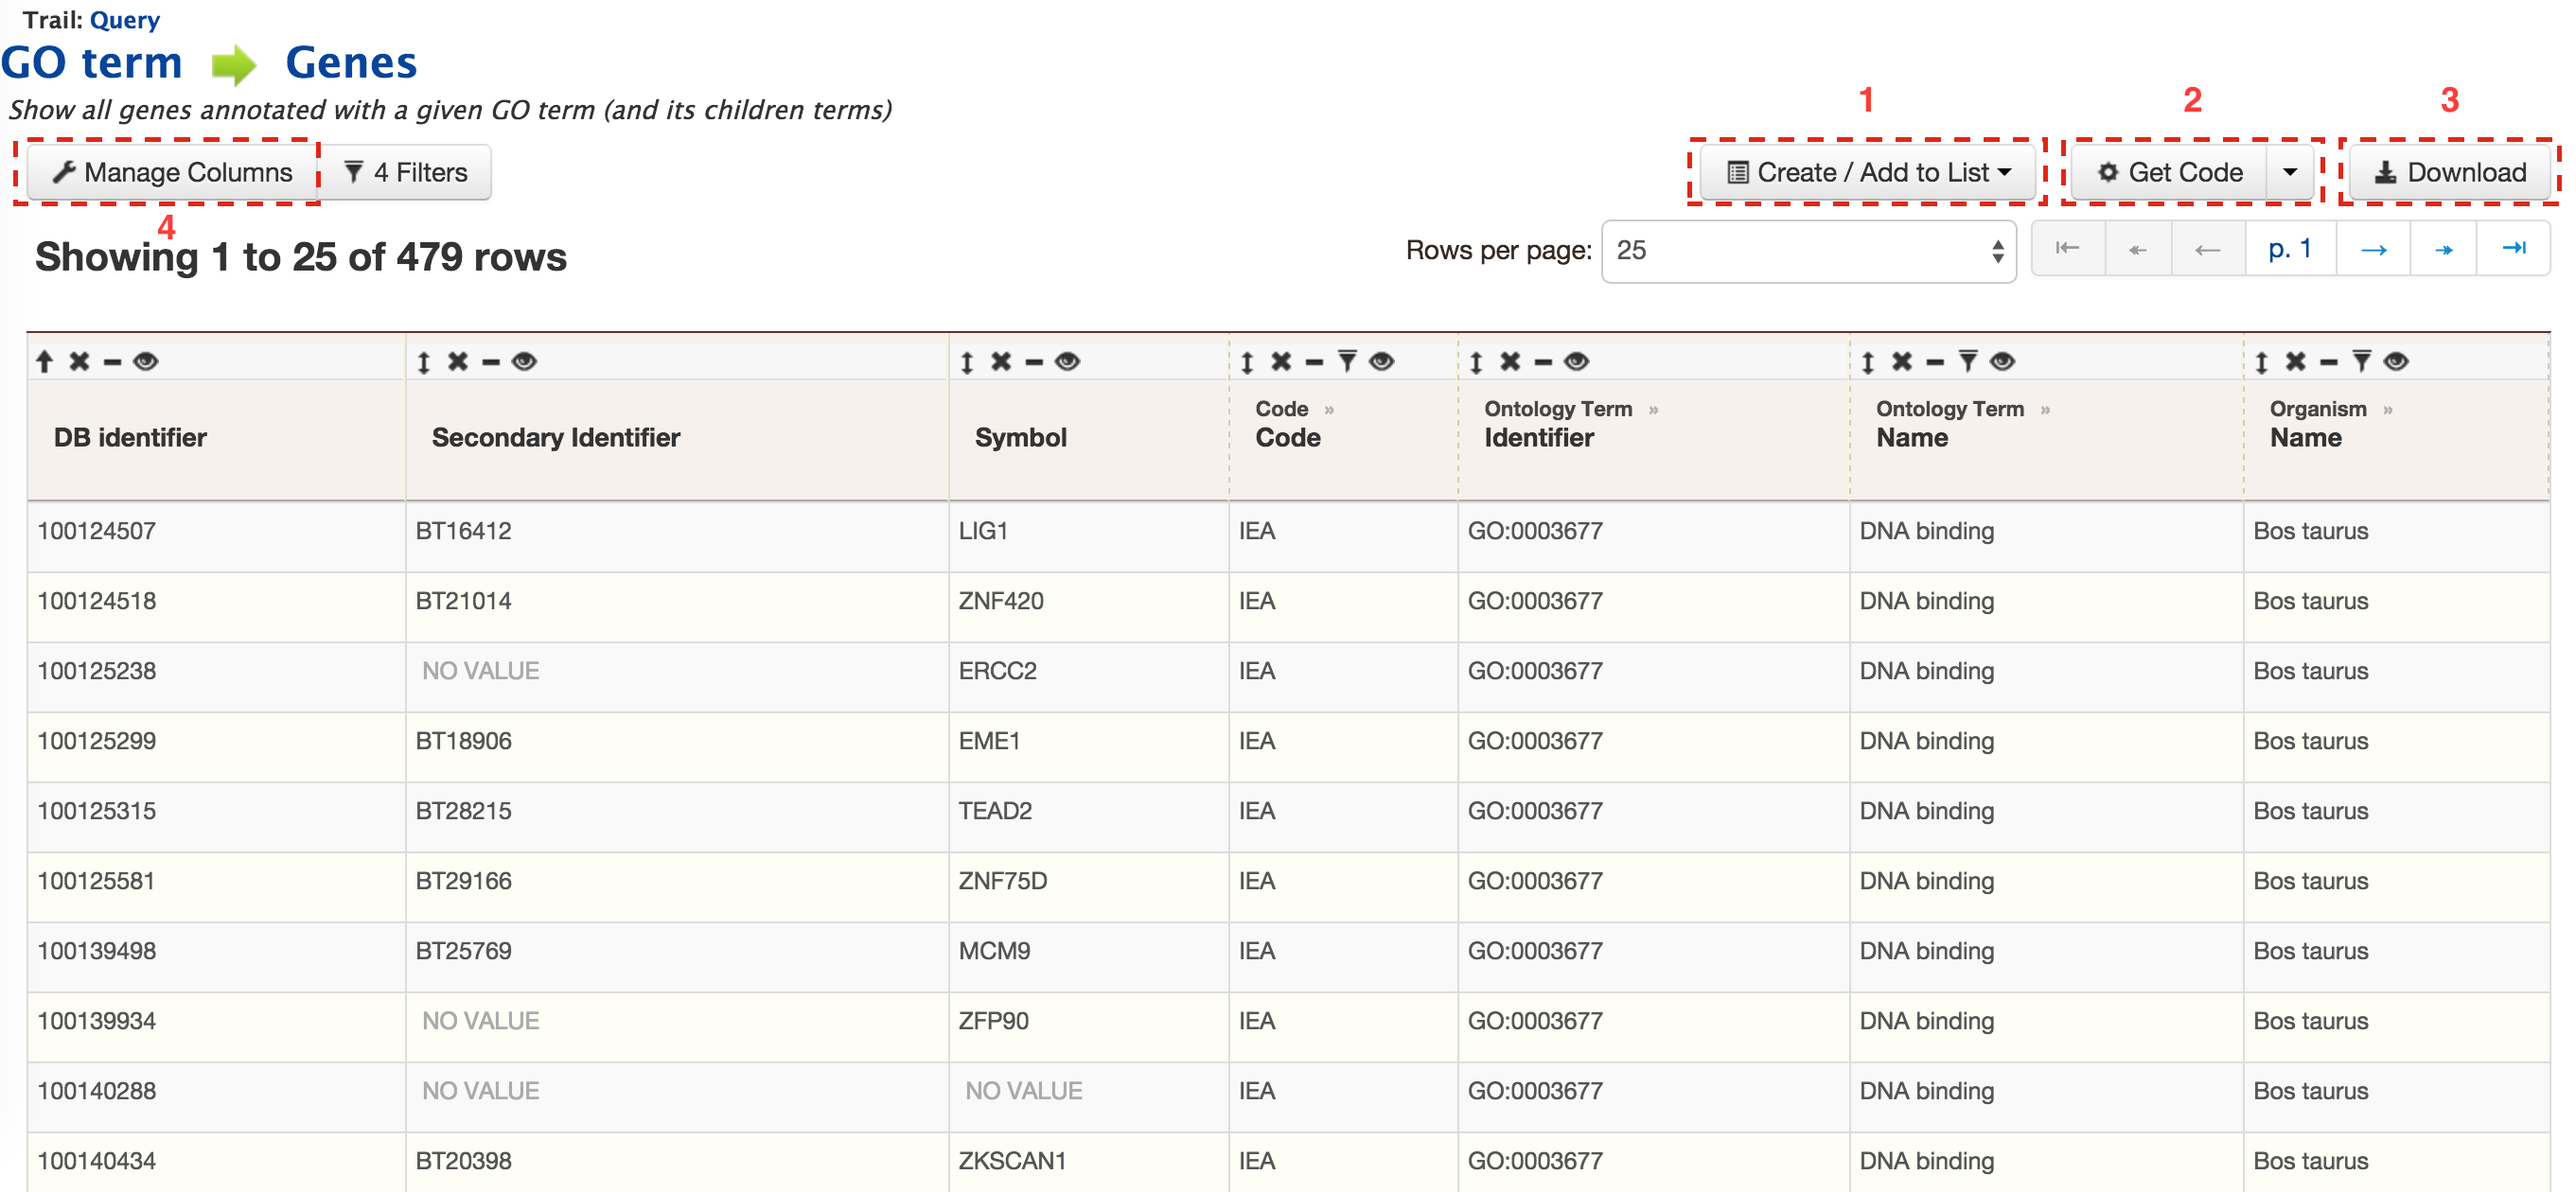 Trail: Query
GO term Genes
Show all genes annotated with a given GO term (and its children terms)
1 2 3
Manage Columns 4 Filters Create / Add to List Get Code Download
4
Showing 1 to 25 of 479 rows Rows per page: 25 p. 1
Code » Ontology Term » Ontology Term » Organism »
DB identifier Secondary Identifier Symbol Code Identifier Name Name
100124507 BT16412 LIG1 IEA GO:0003677 DNA binding Bos taurus
100124518 BT21014 ZNF420 IEA GO:0003677 DNA binding Bos taurus
100125238 NO VALUE ERCC2 IEA GO:0003677 DNA binding Bos taurus
100125299 BT18906 EME1 IEA GO:0003677 DNA binding Bos taurus
100125315 BT28215 TEAD2 IEA GO:0003677 DNA binding Bos taurus
100125581 BT29166 ZNF75D IEA GO:0003677 DNA binding Bos taurus
100139498 BT25769 MCM9 IEA GO:0003677 DNA binding Bos taurus
100139934 NO VALUE ZFP90 IEA GO:0003677 DNA binding Bos taurus
100140288 NO VALUE NO VALUE IEA GO:0003677 DNA binding Bos taurus
100140434 BT20398 ZKSCAN1 IEA GO:0003677 DNA binding Bos taurus